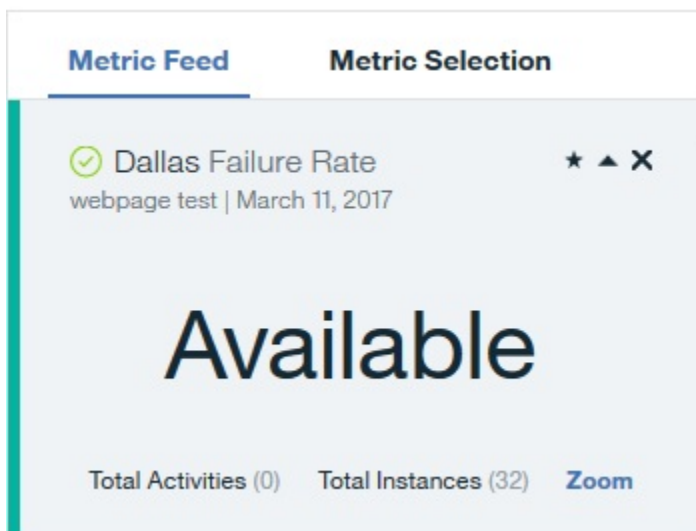 Metric Feed Metric Selection
Dallas Failure Rate
webpage test | March 11, 2017
Available
Total Activities (0) Total Instances (32) Zoom